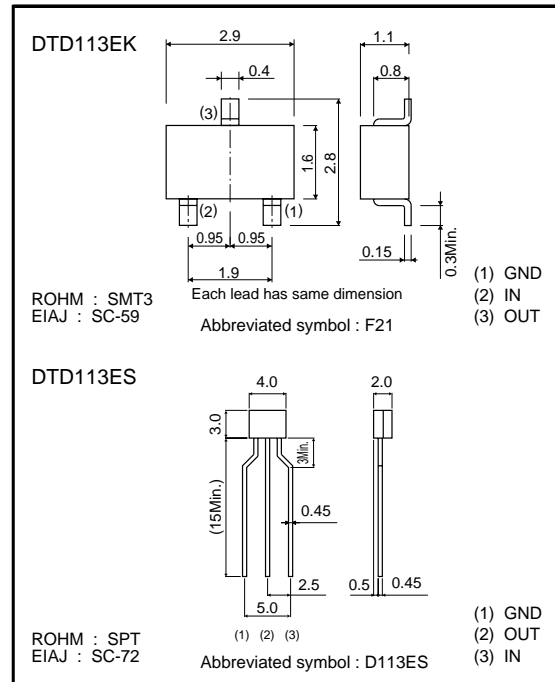 DTD113EK
2.9
1.1
0.4
0.8
(3)
1.6
2.8
(2)
(1)
0.95
0.95
0.15
0.3Min.
1.9
Each lead has same dimension
(1) GND
(2) IN
(3) OUT
ROHM : SMT3
EIAJ : SC-59
Abbreviated symbol : F21
DTD113ES
4.0
2.0
3.0
3Min.
(15Min.)
0.45
2.5
0.5
0.45
5.0
(1) (2) (3)
(1) GND
(2) OUT
(3) IN
ROHM : SPT
EIAJ : SC-72
Abbreviated symbol : D113ES